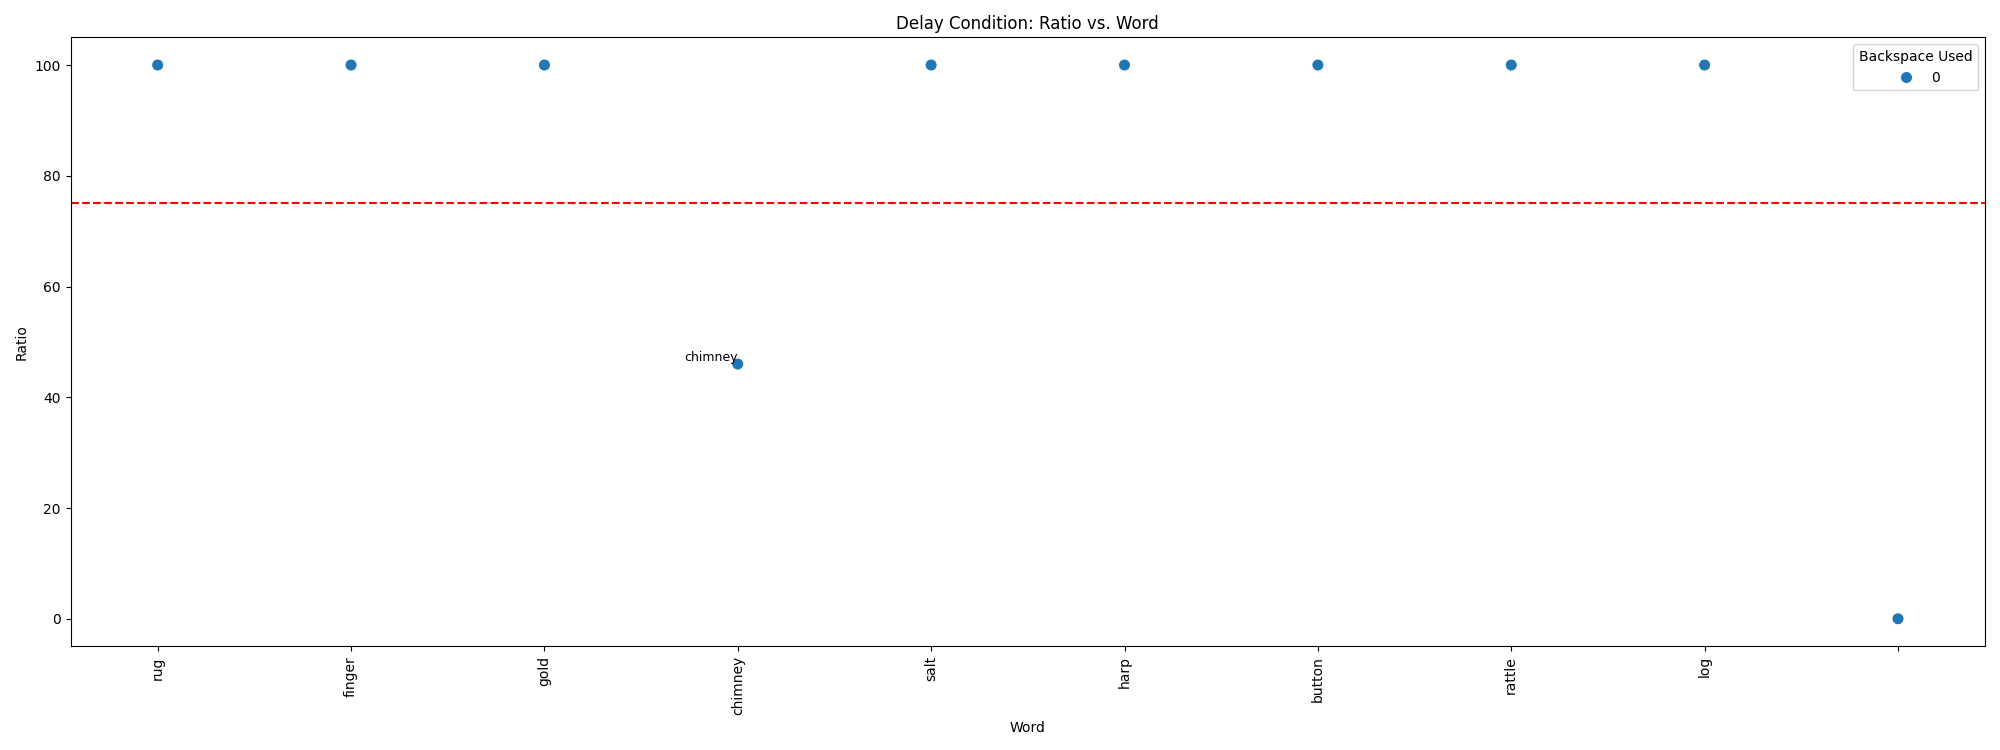 Delay Condition: Ratio vs. Word
Backspace Used
0
100
80
60
40
20
0
Ratio
chimney
rug
finger
gold
chimney
salt
harp
button
rattle
log
Word